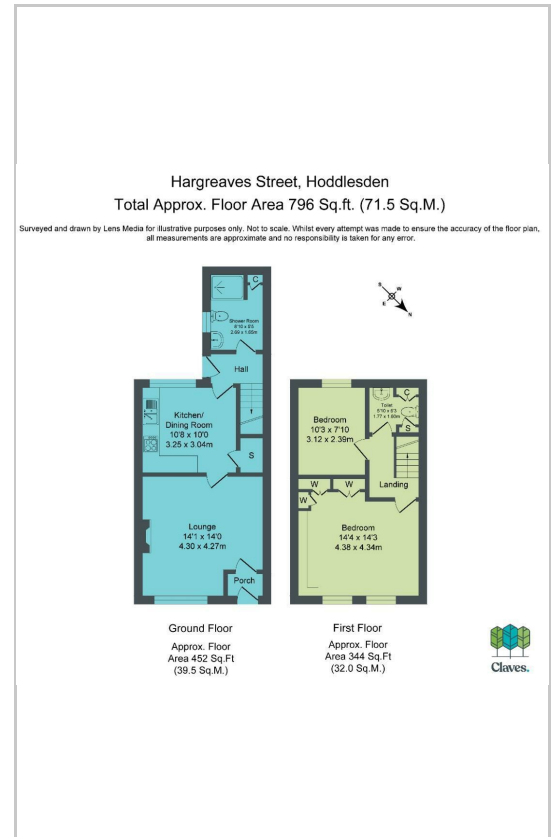 Hargreaves Street, Hoddlesden
Total Approx. Floor Area 796 Sq.ft. (71.5 Sq.M.)
Surveyed and drawn by Lens Media for illustrative purposes only. Not to scale. Whilst every attempt was made to ensure the accuracy of the floor plan,
all measurements are approximate and no responsibility is taken for any error.
C
Shower Room
2.66 x 1.65m
Hall
Kitchen/
Dining Room
10'8 x 10'0
3.25 x 3.04m
S
Lounge
14'1 x 14'0
4.30 x 4.27m
Porch
S
W
E
N
Bedroom
10'3 x 7'10
3.12 x 2.39m
Toilet
C
S
Landing
W
W
W
Bedroom
14'4 x 14'3
4.38 x 4.34m
Ground Floor
Approx. Floor
Area 452 Sq.Ft
(39.5 Sq.M.)
First Floor
Approx. Floor
Area 344 Sq.Ft
(32.0 Sq.M.)
Claves.